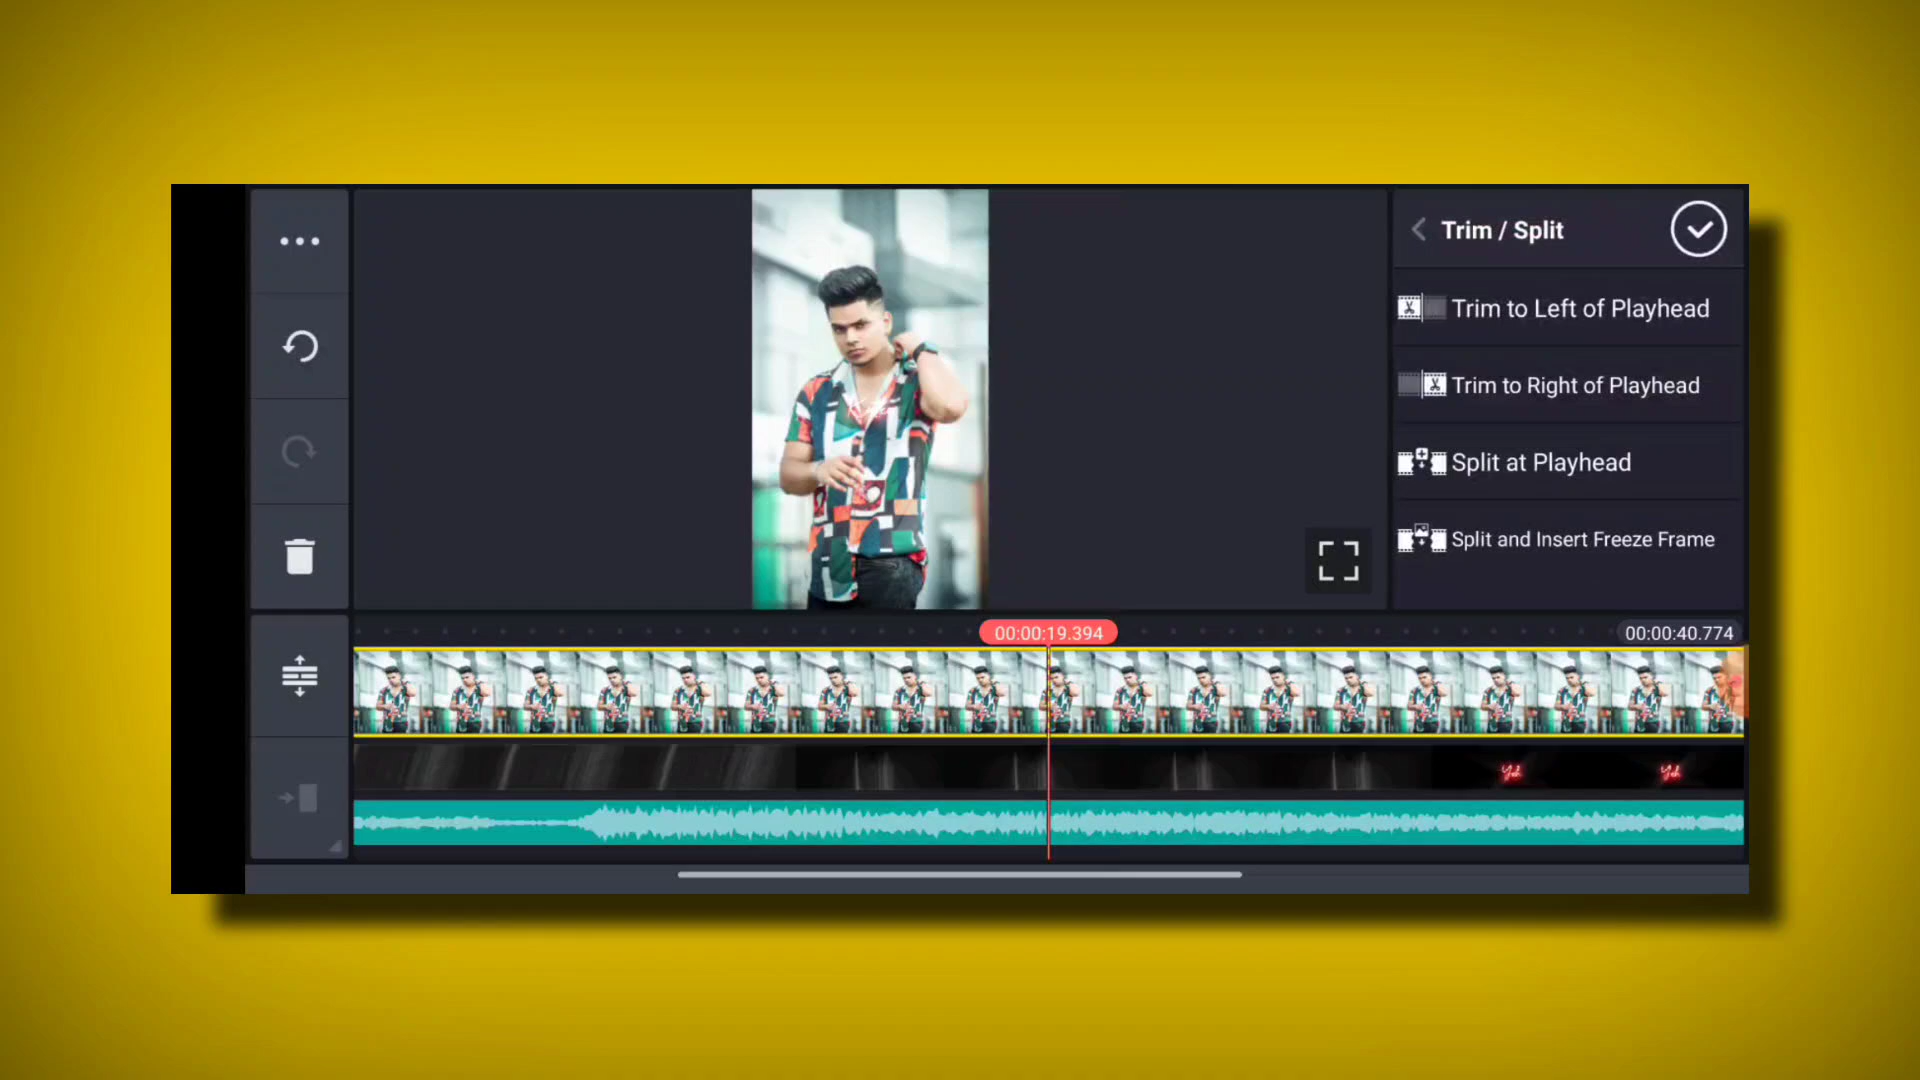 Trim / Split
Trim to Left of Playhead
Trim to Right of Playhead
Split at Playhead
Split and Insert Freeze Frame
00:00:19.394
00:00:40.774